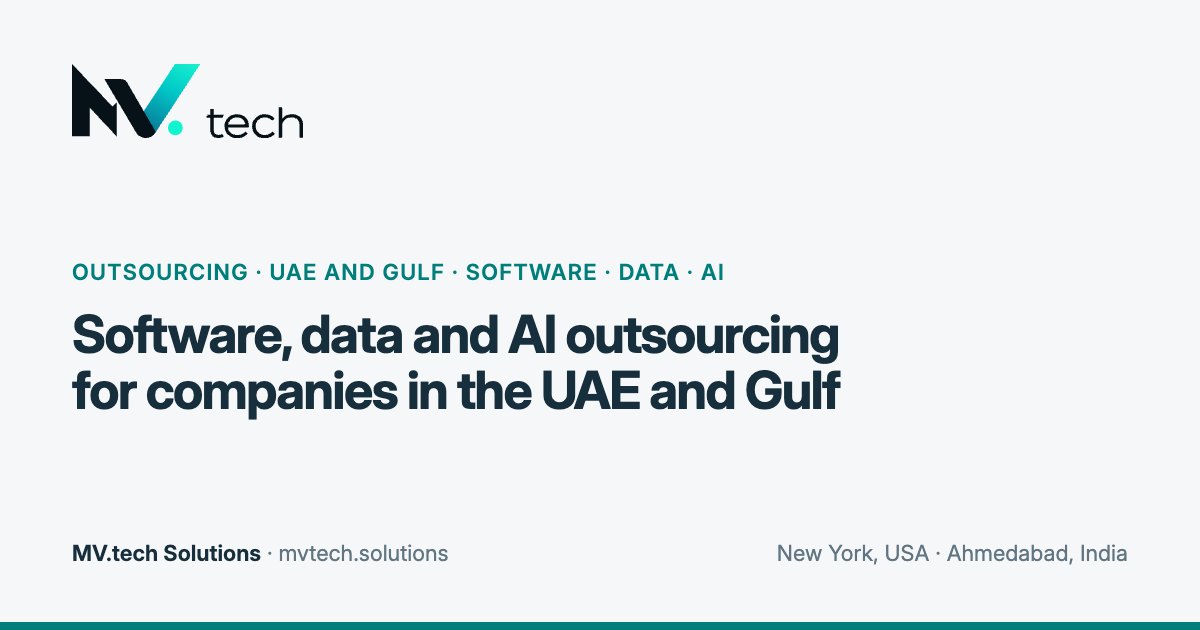 MV. tech
OUTSOURCING · UAE AND GULF · SOFTWARE · DATA · AI
Software, data and AI outsourcing
for companies in the UAE and Gulf
MV.tech Solutions · mvtech.solutions
New York, USA · Ahmedabad, India